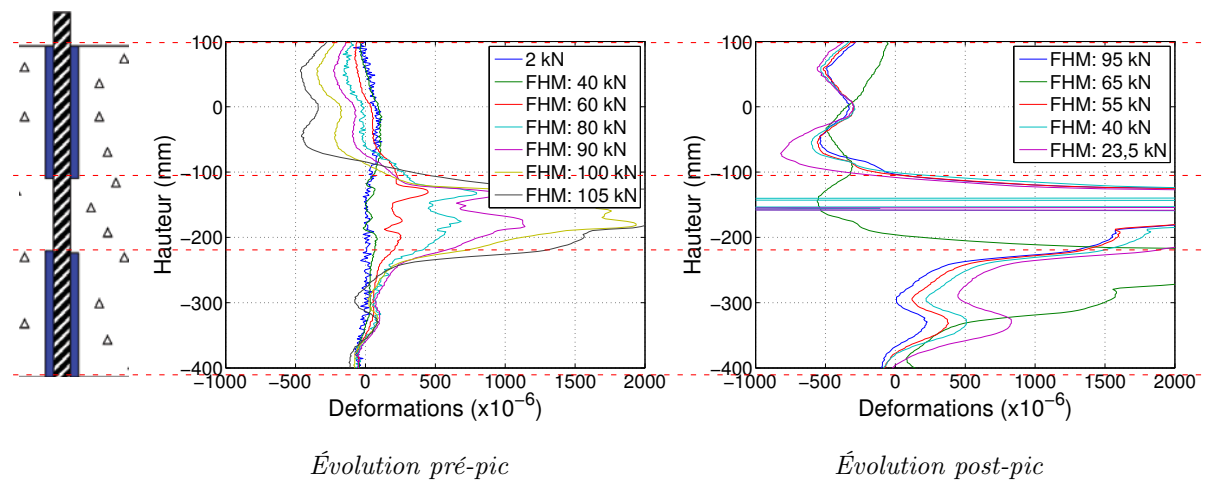 100
0
−100
−200
−300
−400
−1000
−500
0
500
1000
1500
2000
Hauteur (mm)
Deformations (x10−6)
2 kN
FHM: 40 kN
FHM: 60 kN
FHM: 80 kN
FHM: 90 kN
FHM: 100 kN
FHM: 105 kN
Évolution pré-pic
100
0
−100
−200
−300
−400
−1000
−500
0
500
1000
1500
2000
Hauteur (mm)
Deformations (x10−6)
FHM: 95 kN
FHM: 65 kN
FHM: 55 kN
FHM: 40 kN
FHM: 23,5 kN
Évolution post-pic